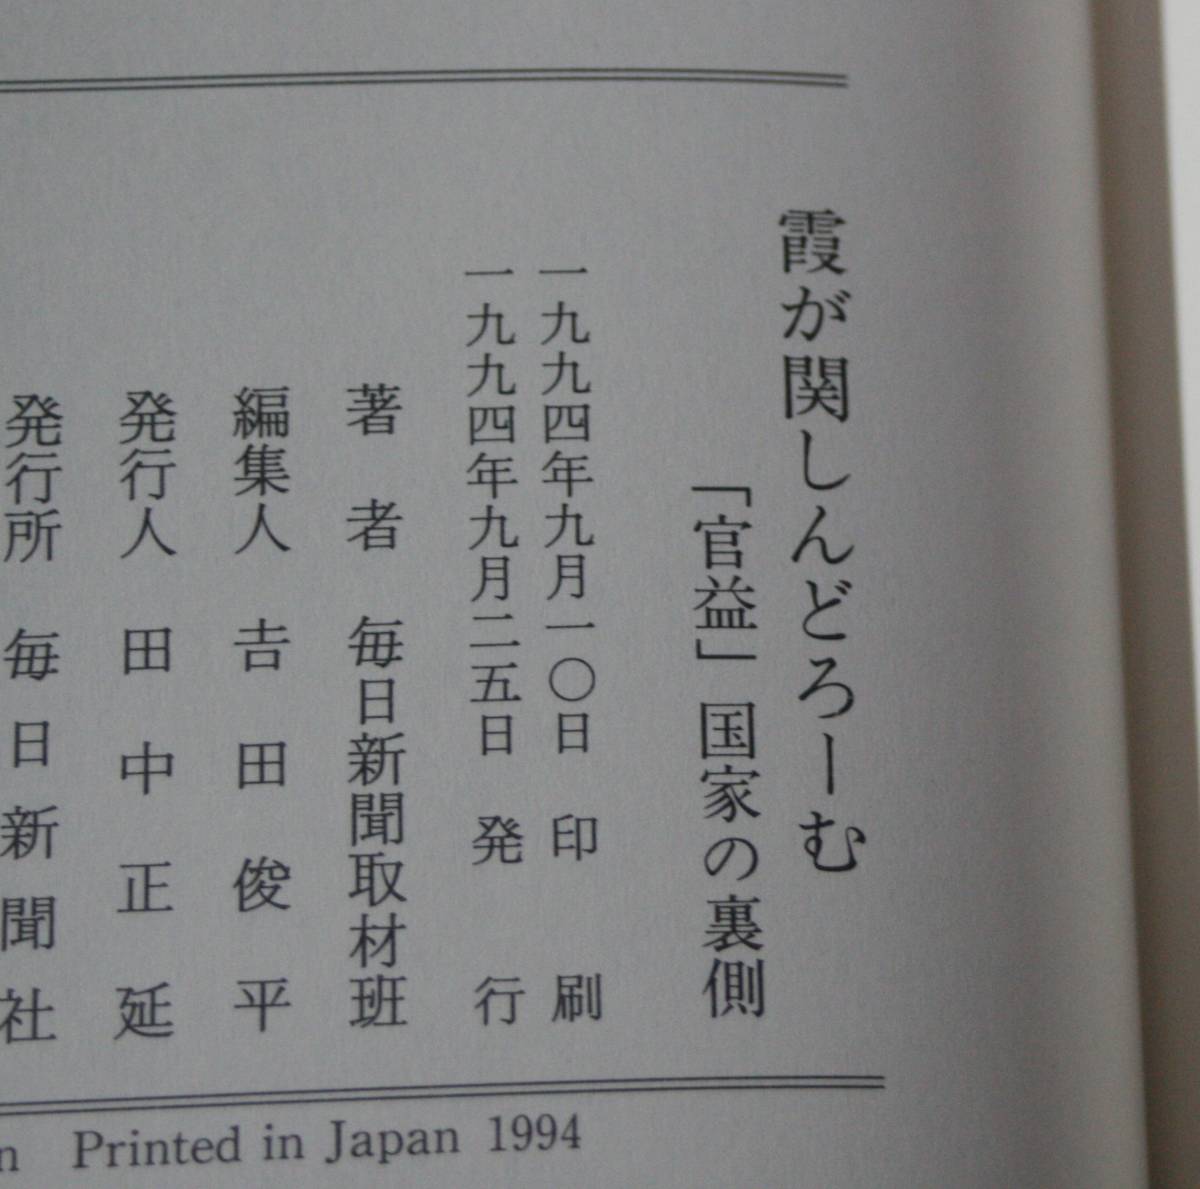 霞が関しんどろーむ
「官益」国家の裏側
一九九四年九月一〇日 印刷
一九九四年九月二五日 発行
著者 毎日新聞取材班
編集人 吉田俊平
発行人 田中正延
発行所 毎日新聞社
n Printed in Japan 1994